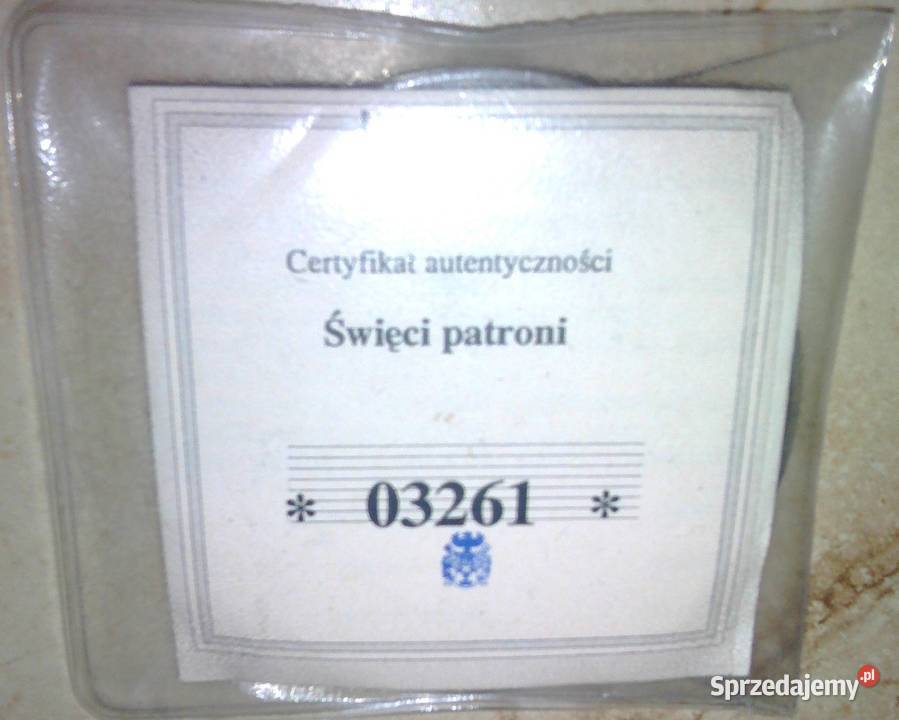 Certyfikat autentyczności
Święci patroni
* 03261 *
Sprzedajemy.pl